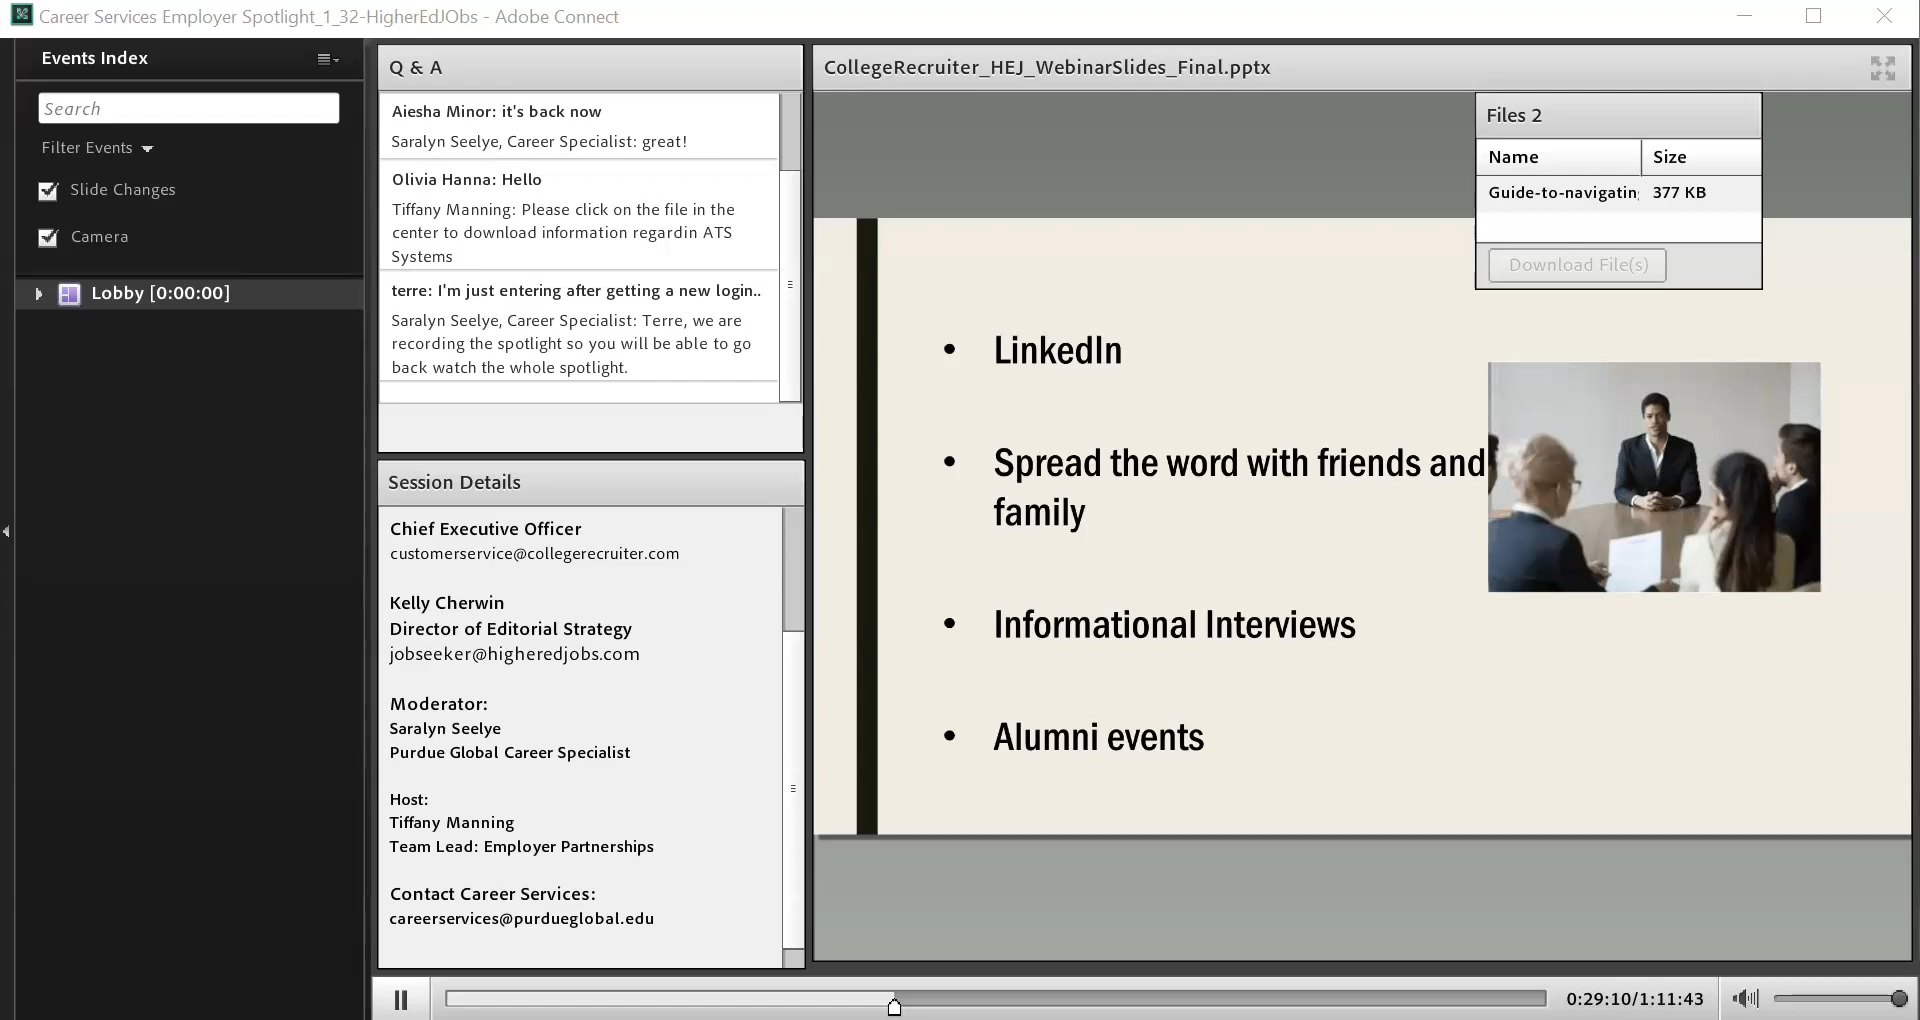 Career Services Employer Spotlight_1_32-HigherEdJObs - Adobe Connect
Events Index
Search
Filter Events
Slide Changes
Camera
Lobby [0:00:00]
Q & A
Aiesha Minor: it's back now
Saralyn Seelye, Career Specialist: great!
Olivia Hanna: Hello
Tiffany Manning: Please click on the file in the
center to download information regardin ATS
Systems
terre: I'm just entering after getting a new login..
Saralyn Seelye, Career Specialist: Terre, we are
recording the spotlight so you will be able to go
back watch the whole spotlight.
Session Details
Chief Executive Officer
customerservice@collegerecruiter.com
Kelly Cherwin
Director of Editorial Strategy
jobseeker@higheredjobs.com
Moderator:
Saralyn Seelye
Purdue Global Career Specialist
Host:
Tiffany Manning
Team Lead: Employer Partnerships
Contact Career Services:
careerservices@purdueglobal.edu
CollegeRecruiter_HEJ_WebinarSlides_Final.pptx
Files 2
Name Size
Guide-to-navigatin 377 KB
Download File(s)
• LinkedIn
• Spread the word with friends and
family
• Informational Interviews
• Alumni events
0:29:10/1:11:43